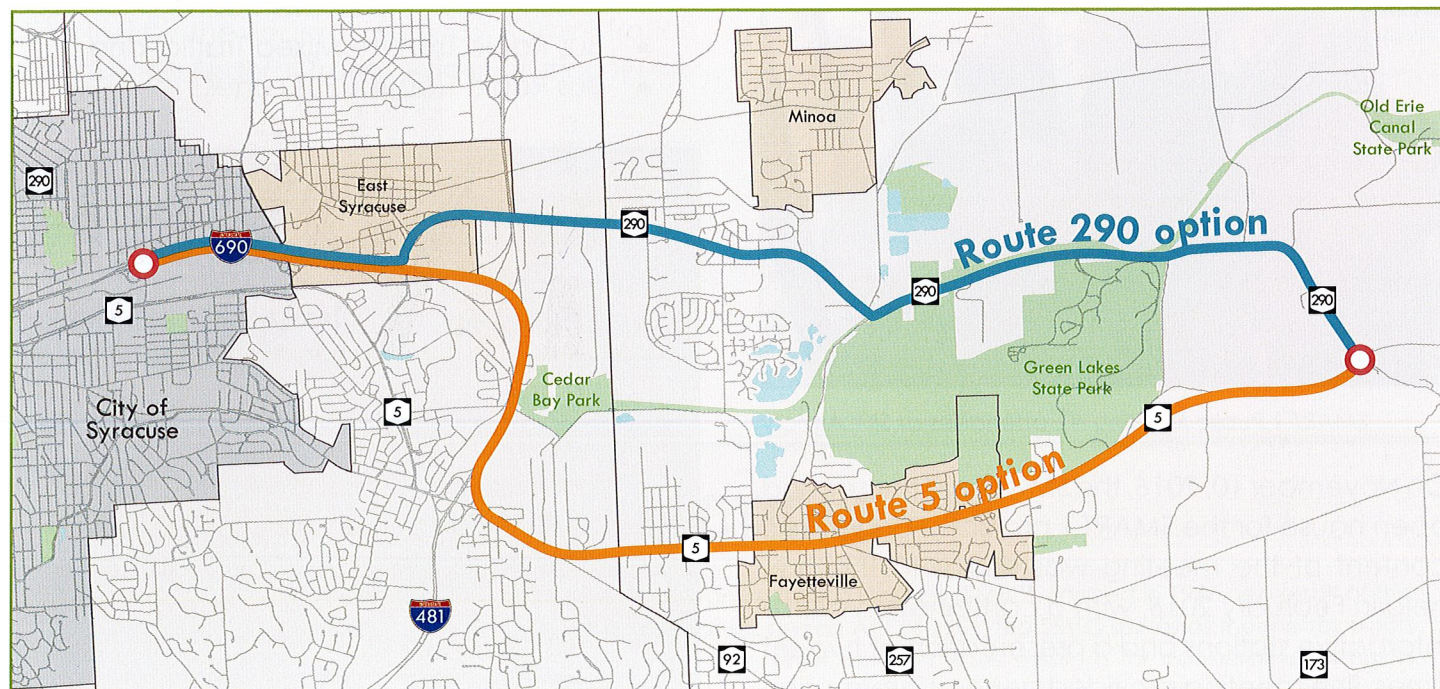 Minoa
Old Erie
Canal
State Park
290
East
Syracuse
290
Route 290 option
690
5
290
290
Green Lakes
State Park
Cedar
Bay Park
City of
Syracuse
5
5
Route 5 option
5
Fayetteville
481
92
257
173